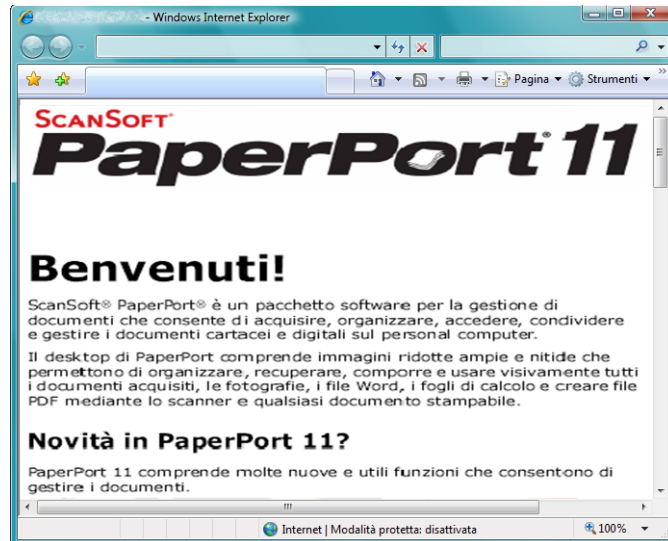 - Windows Internet Explorer
Pagina Strumenti »
SCANSOFT®
PaperPort® 11
Benvenuti!
ScanSoft® PaperPort® è un pacchetto software per la gestione di
documenti che consente di acquisire, organizzare, accedere, condividere
e gestire i documenti cartacei e digitali sul personal computer.
Il desktop di PaperPort comprende immagini ridotte ampie e nitide che
permettono di organizzare, recuperare, comporre e usare visivamente tutti
i documenti acquisiti, le fotografie, i file Word, i fogli di calcolo e creare file
PDF mediante lo scanner e qualsiasi documento stampabile.
Novità in PaperPort 11?
PaperPort 11 comprende molte nuove e utili funzioni che consentono di
gestire i documenti.
Internet | Modalità protetta: disattivata 100%